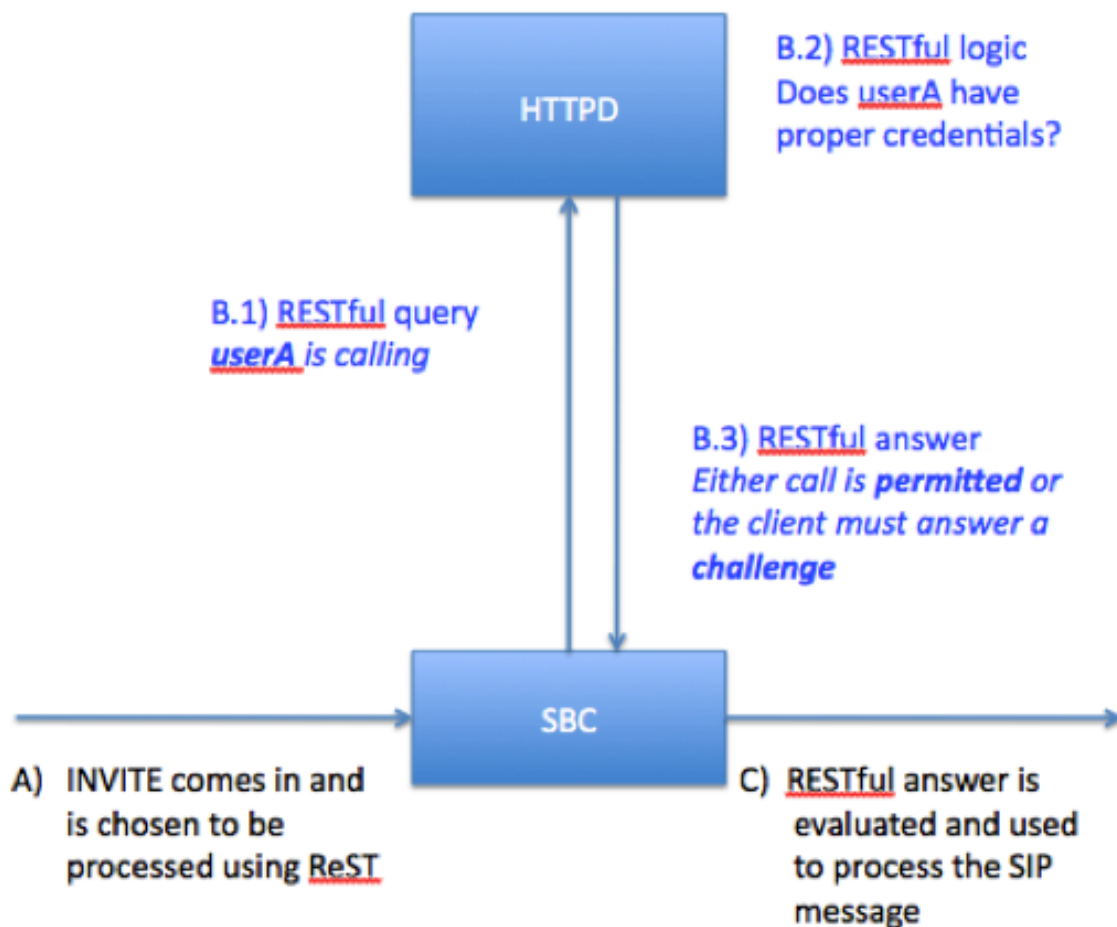 HTTPD
B.2) RESTful logic
Does userA have
proper credentials?
B.1) RESTful query
userA is calling
B.3) RESTful answer
Either call is permitted or
the client must answer a
challenge
SBC
A) INVITE comes in and
is chosen to be
processed using ReST
C) RESTful answer is
evaluated and used
to process the SIP
message